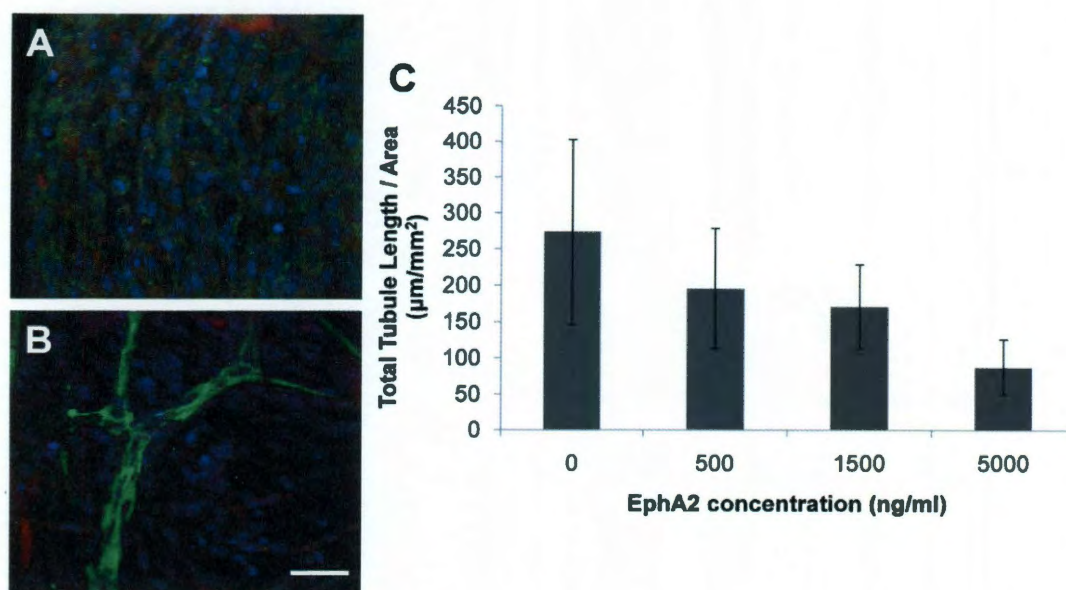 A
B
C
Total Tubule Length / Area
(µm/mm²)
450
400
350
300
250
200
150
100
50
0
0 500 1500 5000
EphA2 concentration (ng/ml)